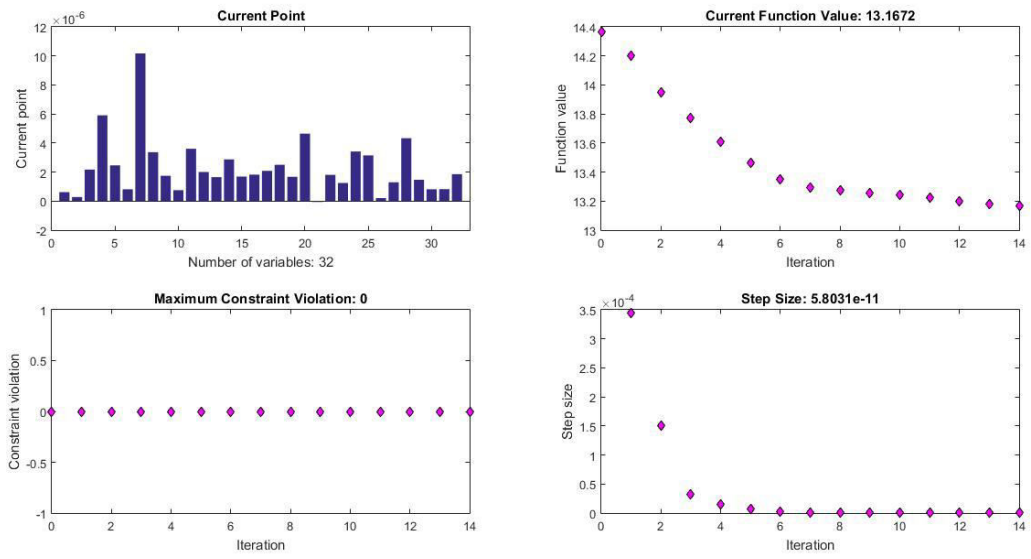 Current Point
×10^-6
12
10
8
6
4
2
0
-2
Current point
0 5 10 15 20 25 30
Number of variables: 32
Current Function Value: 13.1672
14.4
14.2
14
13.8
13.6
13.4
13.2
13
Function value
0 2 4 6 8 10 12 14
Iteration
Maximum Constraint Violation: 0
1
0.5
0
-0.5
-1
Constraint violation
0 2 4 6 8 10 12 14
Iteration
Step Size: 5.8031e-11
×10^-4
3.5
3
2.5
2
1.5
1
0.5
0
Step size
0 2 4 6 8 10 12 14
Iteration